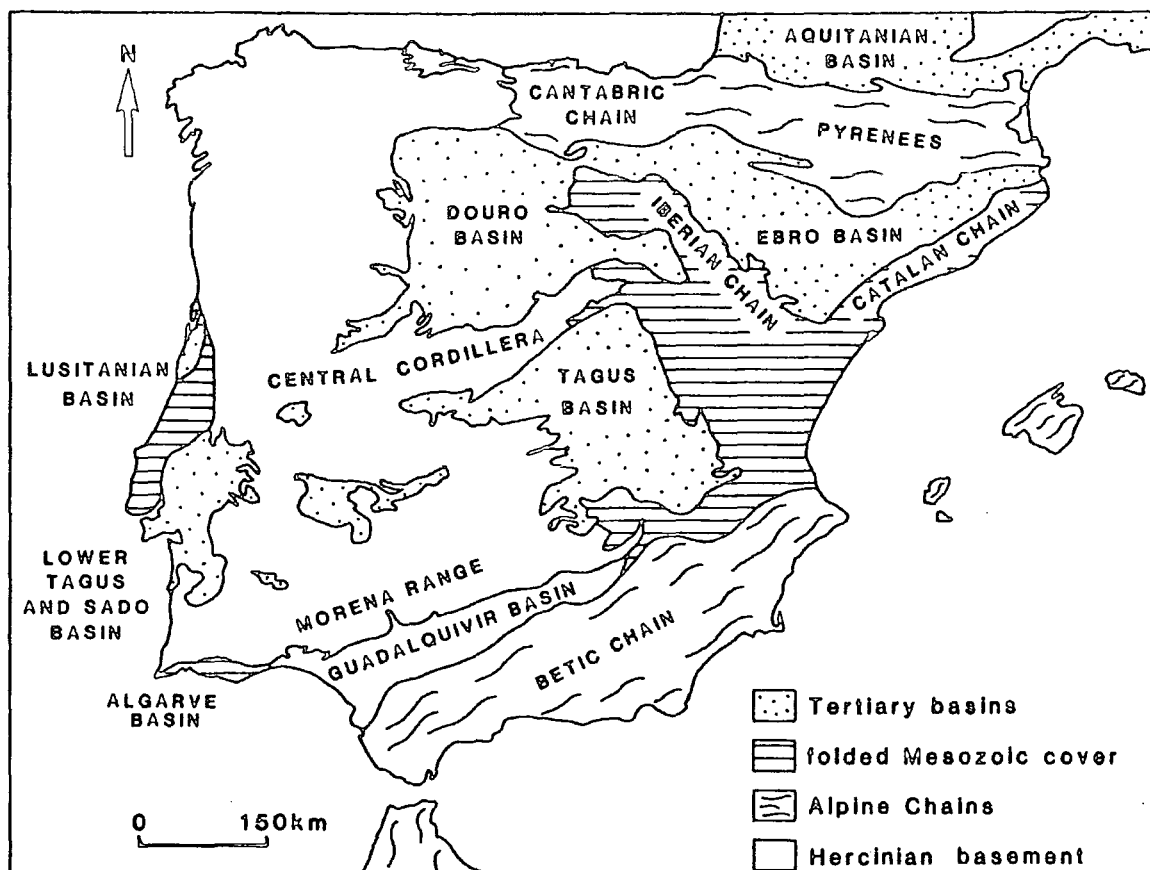 AQUITANIAN
BASIN
N
CANTABRIC
CHAIN
PYRENEES
DOURO
BASIN
IBERIAN CHAIN
EBRO BASIN
CATALAN CHAIN
LUSITANIAN
BASIN
CENTRAL CORDILLERA
TAGUS
BASIN
LOWER
TAGUS
AND SADO
BASIN
MORENA RANGE
GUADALQUIVIR BASIN
BETIC CHAIN
ALGARVE
BASIN
Tertiary basins
folded Mesozoic cover
Alpine Chains
Hercinian basement
0 150km